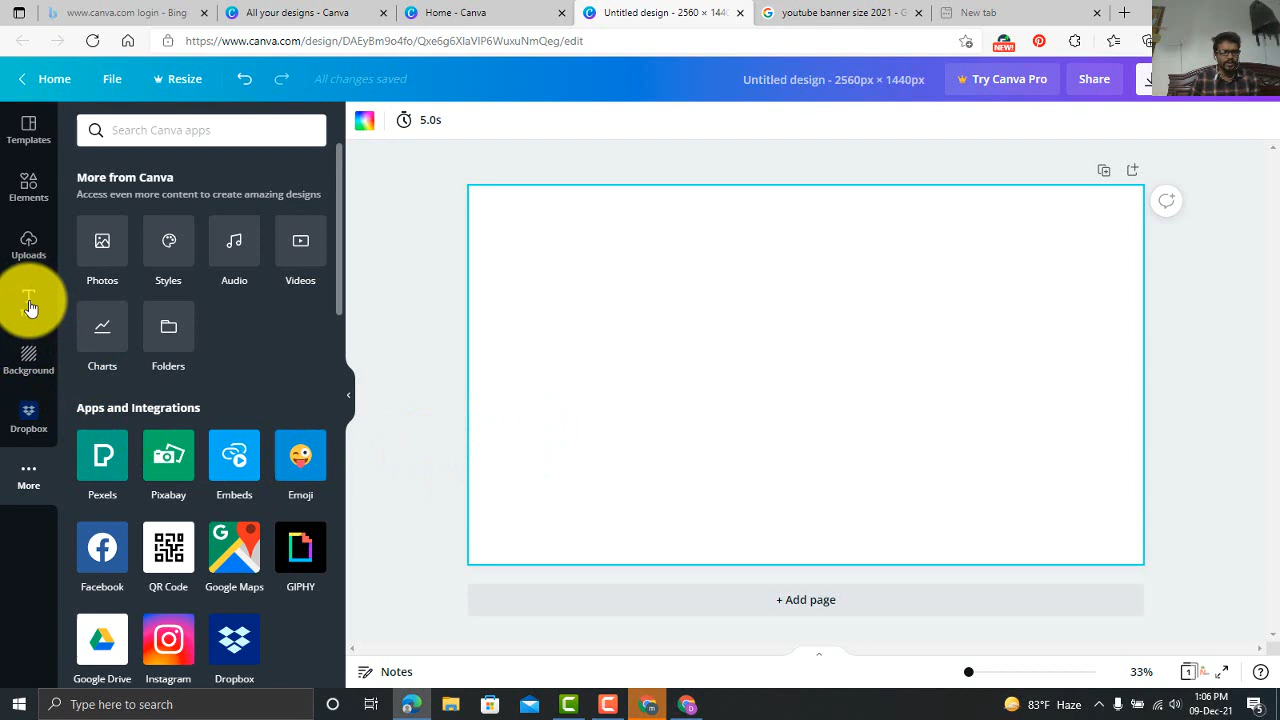 www.canva.com login - Bing
All your designs - Canva
Home - Canva
Untitled design - 2560 × 144
youtube banner size 2021 - G
New tab
https://www.canva.com/design/DAEyBm9o4fo/Qxe6g6XlaVlP6WuxuNmQeg/edit
NEW!
Home
File
Resize
All changes saved
Untitled design - 2560px × 1440px
Try Canva Pro
Share
Templates
Elements
Uploads
Background
Dropbox
More
Search Canva apps
5.0s
More from Canva
Access even more content to create amazing designs
Photos
Styles
Audio
Videos
Charts
Folders
Apps and Integrations
Pexels
Pixabay
Embeds
Emoji
Facebook
QR Code
Google Maps
GIPHY
Google Drive
Instagram
Dropbox
+ Add page
Notes
33%
1
Type here to search
83°F Haze
1:06 PM
09-Dec-21
5